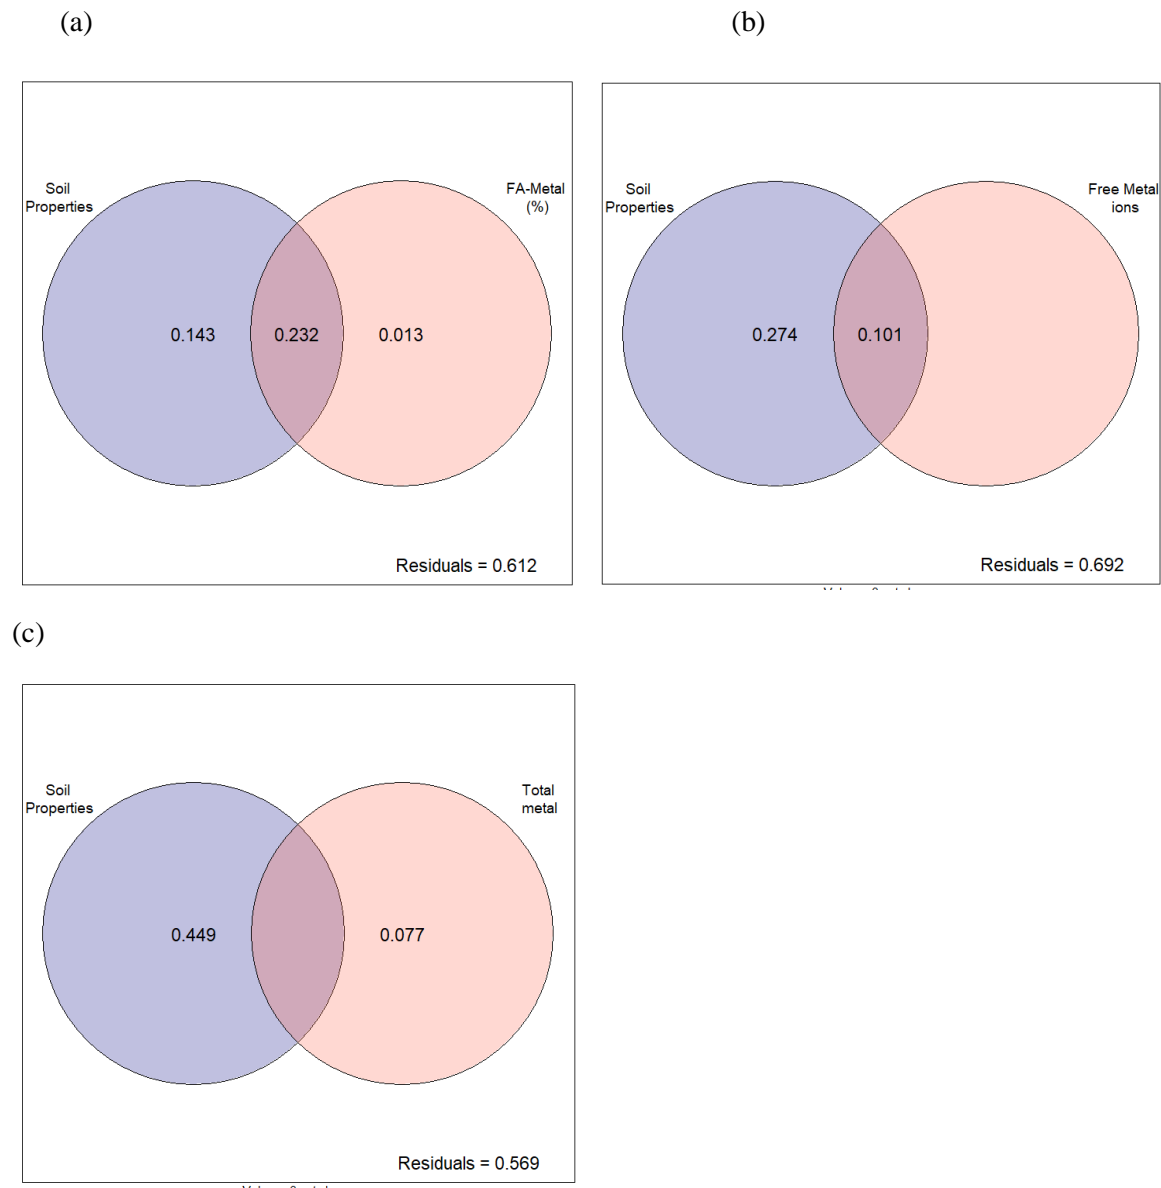 (a)
(b)
Soil
Properties
FA-Metal
(%)
0.143
0.232
0.013
Residuals = 0.612
Soil
Properties
Free Metal
ions
0.274
0.101
Residuals = 0.692
(c)
Soil
Properties
Total
metal
0.449
0.077
Residuals = 0.569